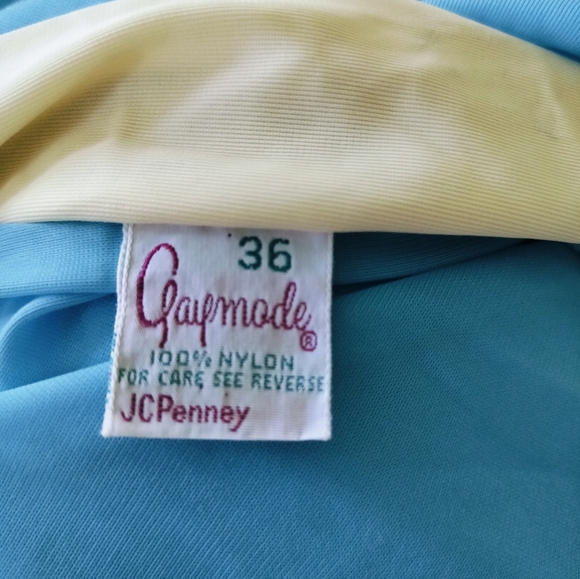 36
Gaymode®
100% NYLON
FOR CARE SEE REVERSE
JCPenney